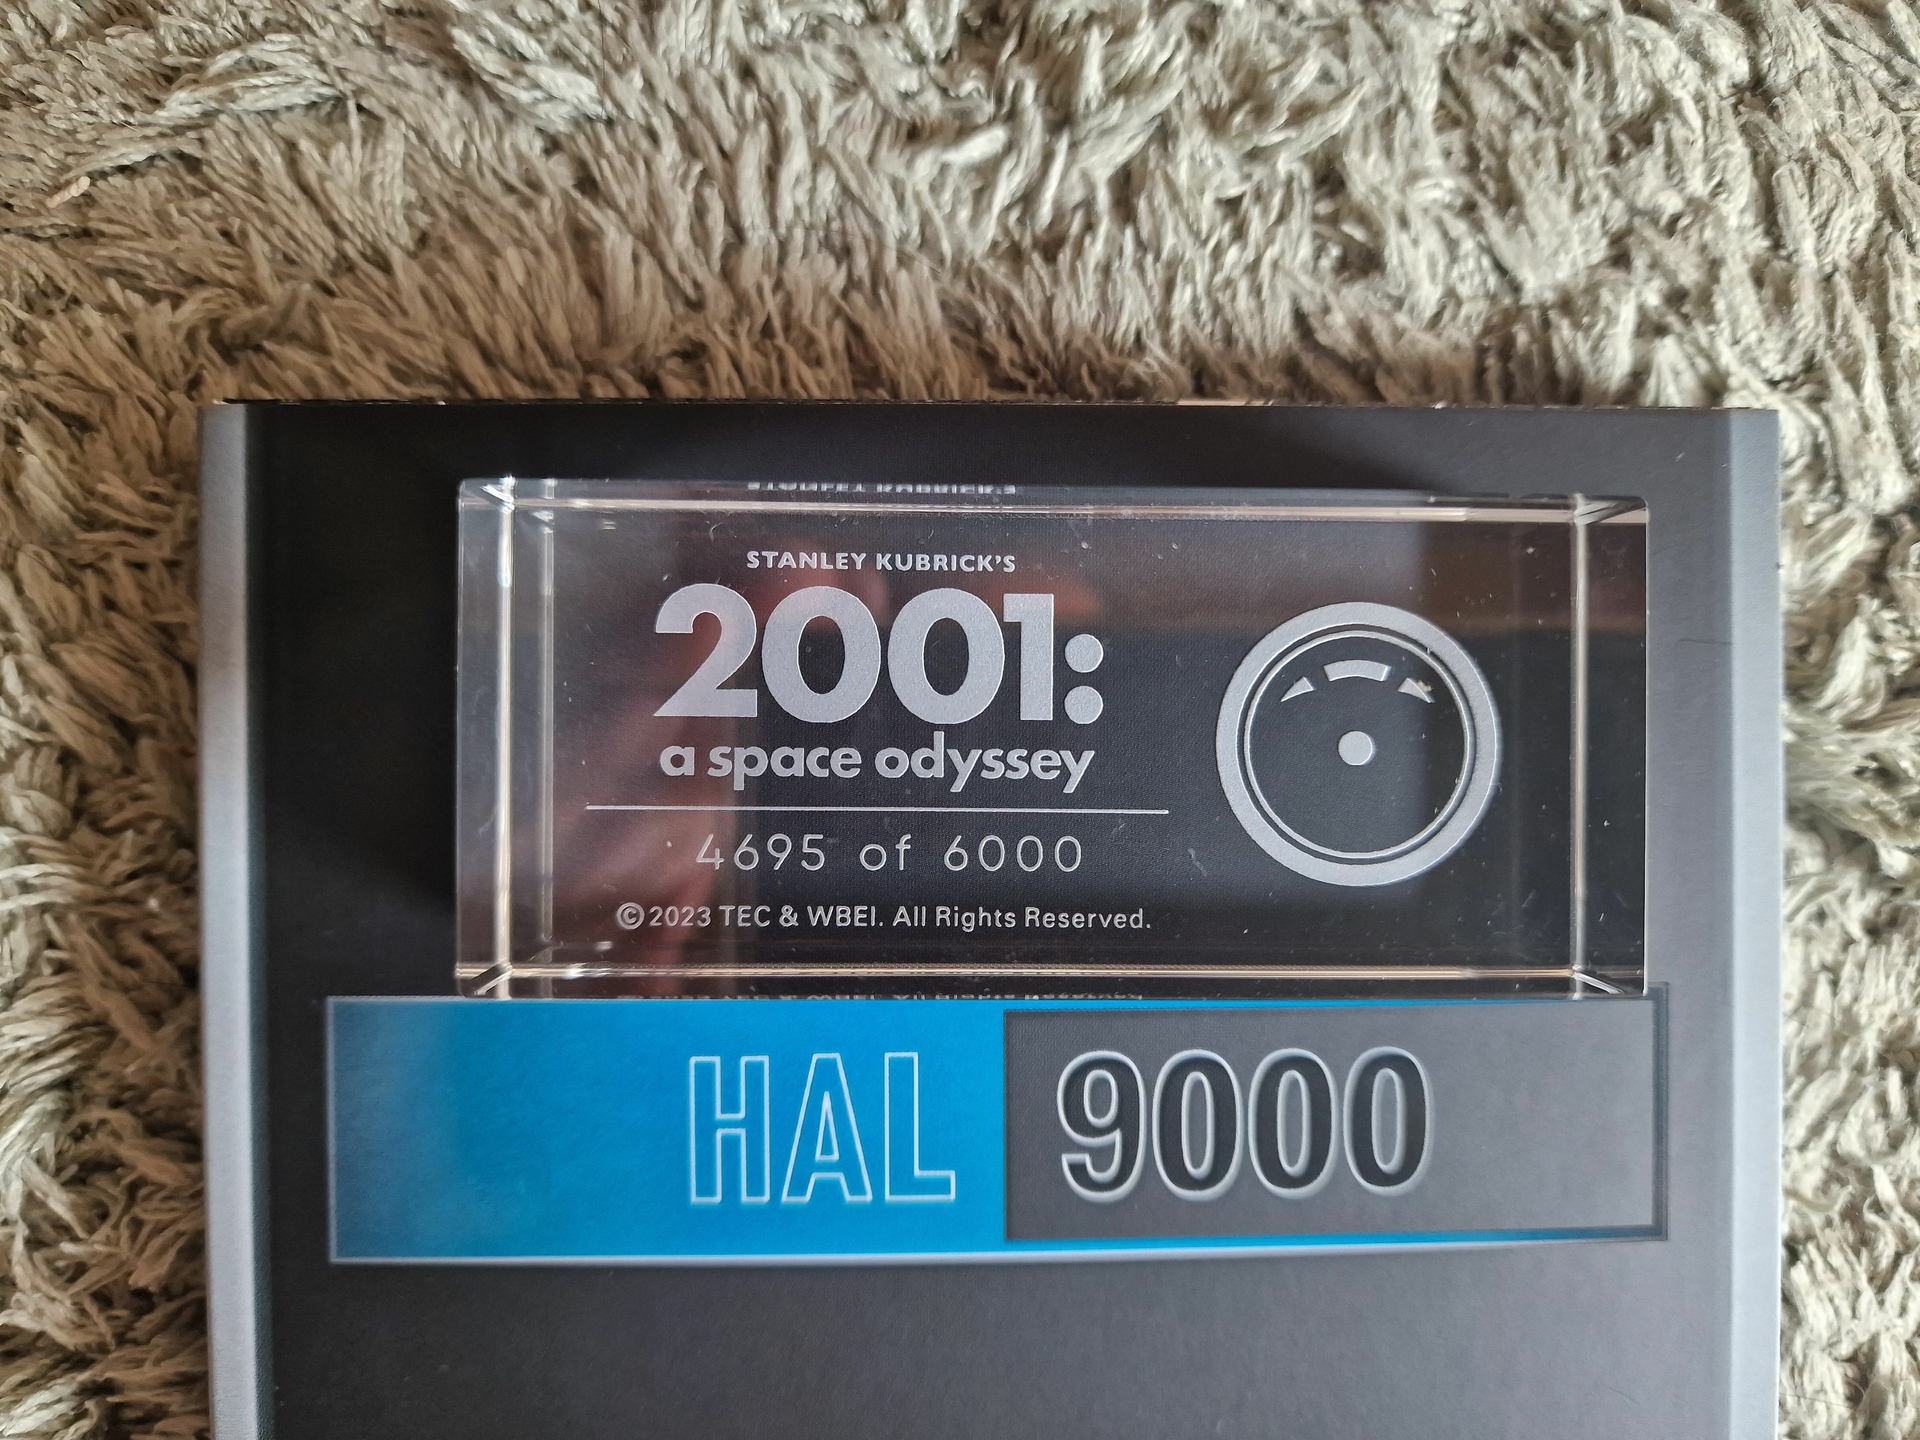 STANLEY KUBRICK'S
2001:
a space odyssey
4695 of 6000
©2023 TEC & WBEI. All Rights Reserved.
HAL 9000